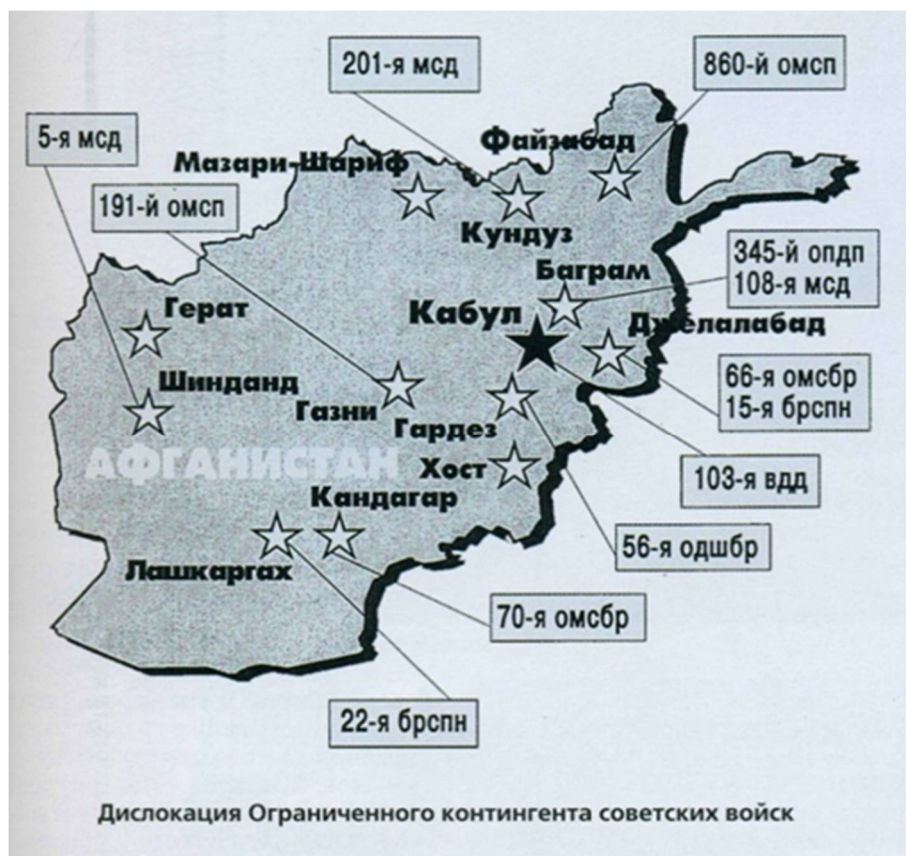 201-я мсд
860-й омсп
5-я мсд
Мазари-Шариф
Файзабад
191-й омсп
Кундуз
345-й опдп
108-я мсд
Баграм
Герат
Кабул
Джелалабад
Шинданд
66-я омсбр
15-я брспн
Газни
Гардез
АФГАНИСТАН
Хост
103-я вдд
Кандагар
56-я одшбр
Лашкаргах
70-я омсбр
22-я брспн
Дислокация Ограниченного контингента советских войск